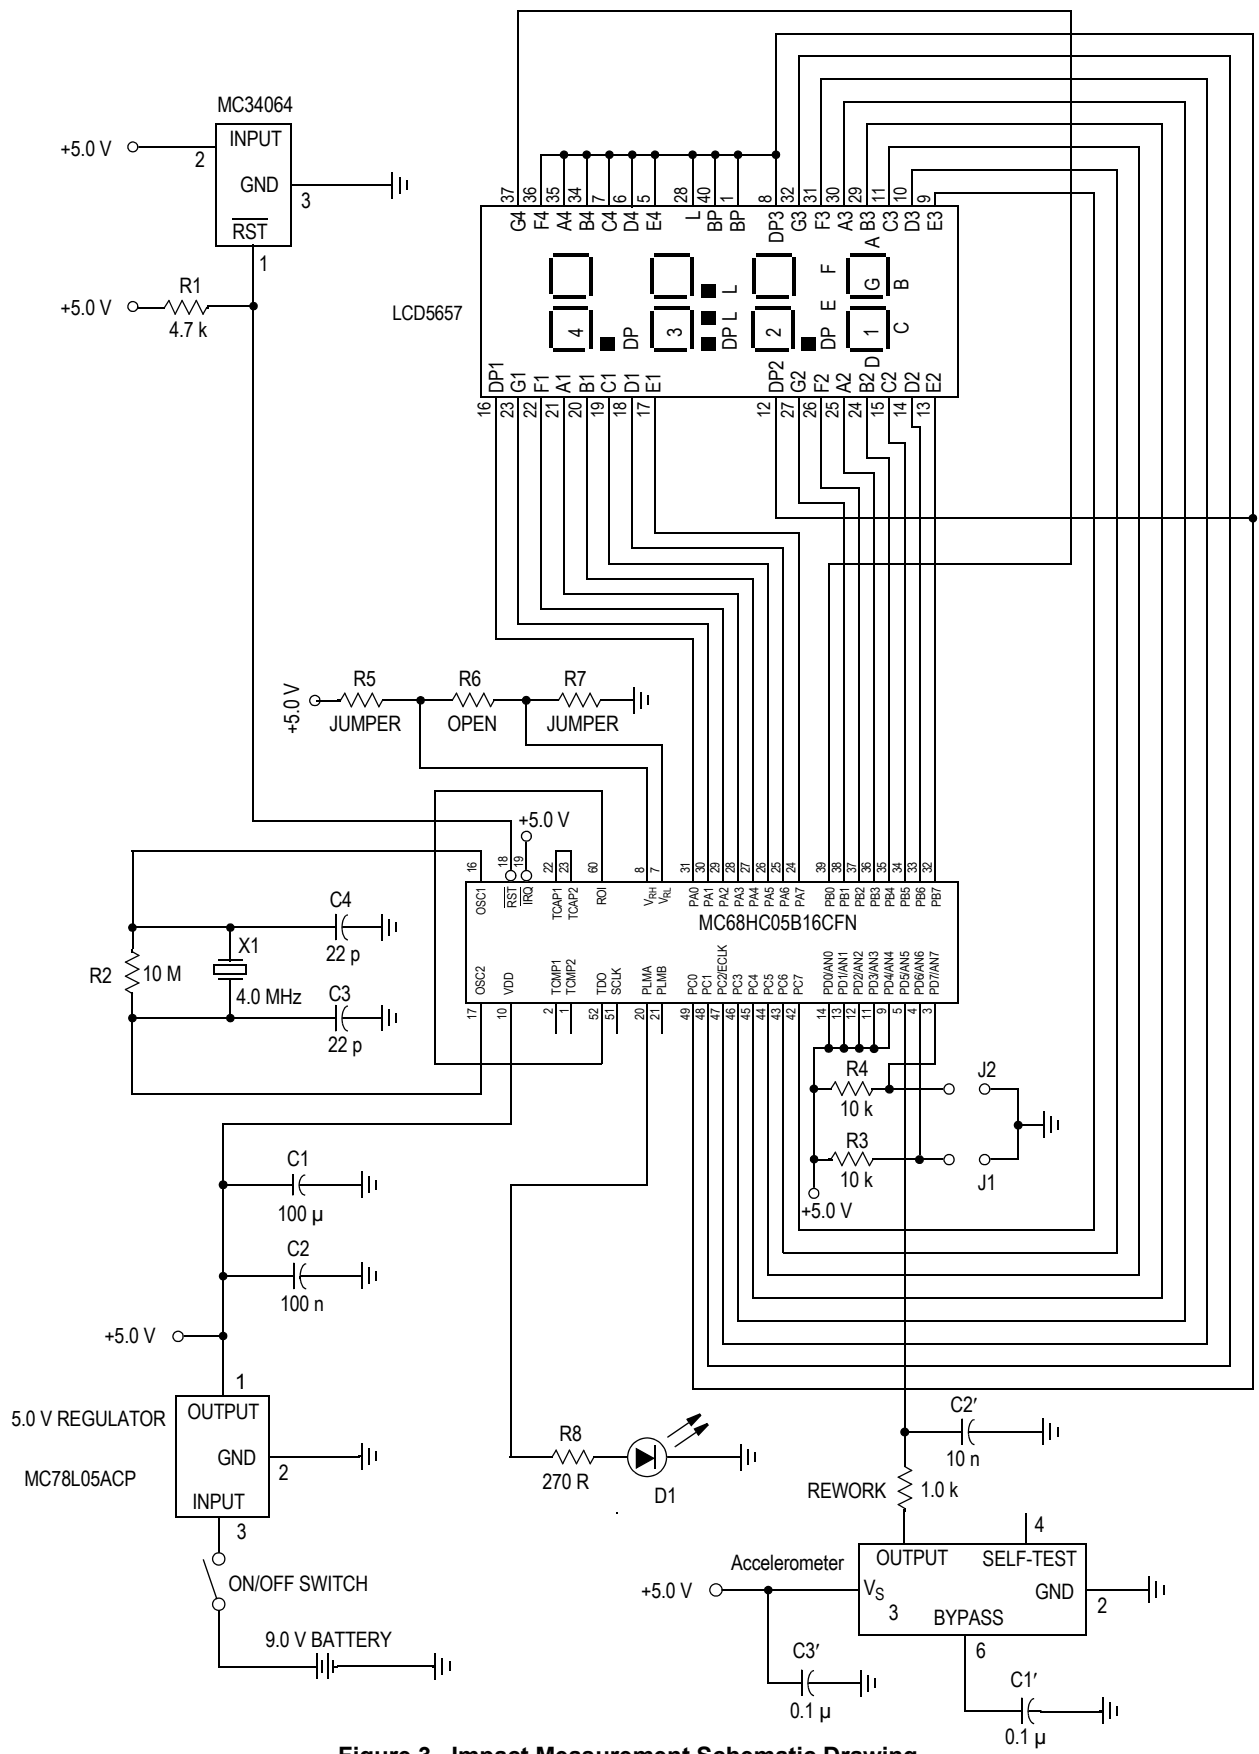 MC34064
INPUT
+5.0 V
2
GND
3
RST
1
R1
+5.0 V
4.7 k
37 36 35 34 7 6 5 28 40 1 8 32 31 30 29 11 10 9
G4 F4 A4 B4 C4 D4 E4 L BP BP DP3 G3 F3 A3 B3 C3 D3 E3
LCD5657
4 DP 3 DP L L 2 DP 1 A B C D E F G
DP1 G1 F1 A1 B1 C1 D1 E1 DP2 G2 F2 A2 B2 C2 D2 E2
16 23 22 21 20 19 18 17 12 27 26 25 24 15 14 13
R5 R6 R7
+5.0 V
JUMPER OPEN JUMPER
+5.0 V
16 18 19 22 23 60 8 7 31 30 29 28 27 26 25 24 39 38 37 36 35 34 33 32
OSC1 RST IRQ TCAP1 TCAP2 ROI VRH VRL PA0 PA1 PA2 PA3 PA4 PA5 PA6 PA7 PB0 PB1 PB2 PB3 PB4 PB5 PB6 PB7
MC68HC05B16CFN
OSC2 VDD TCMP1 TCMP2 TDO SCLK PLMA PLMB PC0 PC1 PC2/ECLK PC3 PC4 PC5 PC6 PC7 PD0/AN0 PD1/AN1 PD2/AN2 PD3/AN3 PD4/AN4 PD5/AN5 PD6/AN6 PD7/AN7
17 10 2 1 52 51 20 21 49 48 47 46 45 44 43 42 14 13 12 11 9 5 4 3
C4
22 p
X1
R2 10 M
4.0 MHz
C3
22 p
R4
10 k
J2
R3
10 k
J1
+5.0 V
C1
100 µ
C2
100 n
+5.0 V
1
5.0 V REGULATOR
OUTPUT
GND
2
MC78L05ACP
INPUT
3
ON/OFF SWITCH
9.0 V BATTERY
R8
270 R
D1
C2′
10 n
REWORK 1.0 k
4
Accelerometer
OUTPUT SELF-TEST
+5.0 V
VS
3
GND
2
BYPASS
6
C3′
0.1 µ
C1′
0.1 µ
Figure 3. Impact Measurement Schematic Drawing